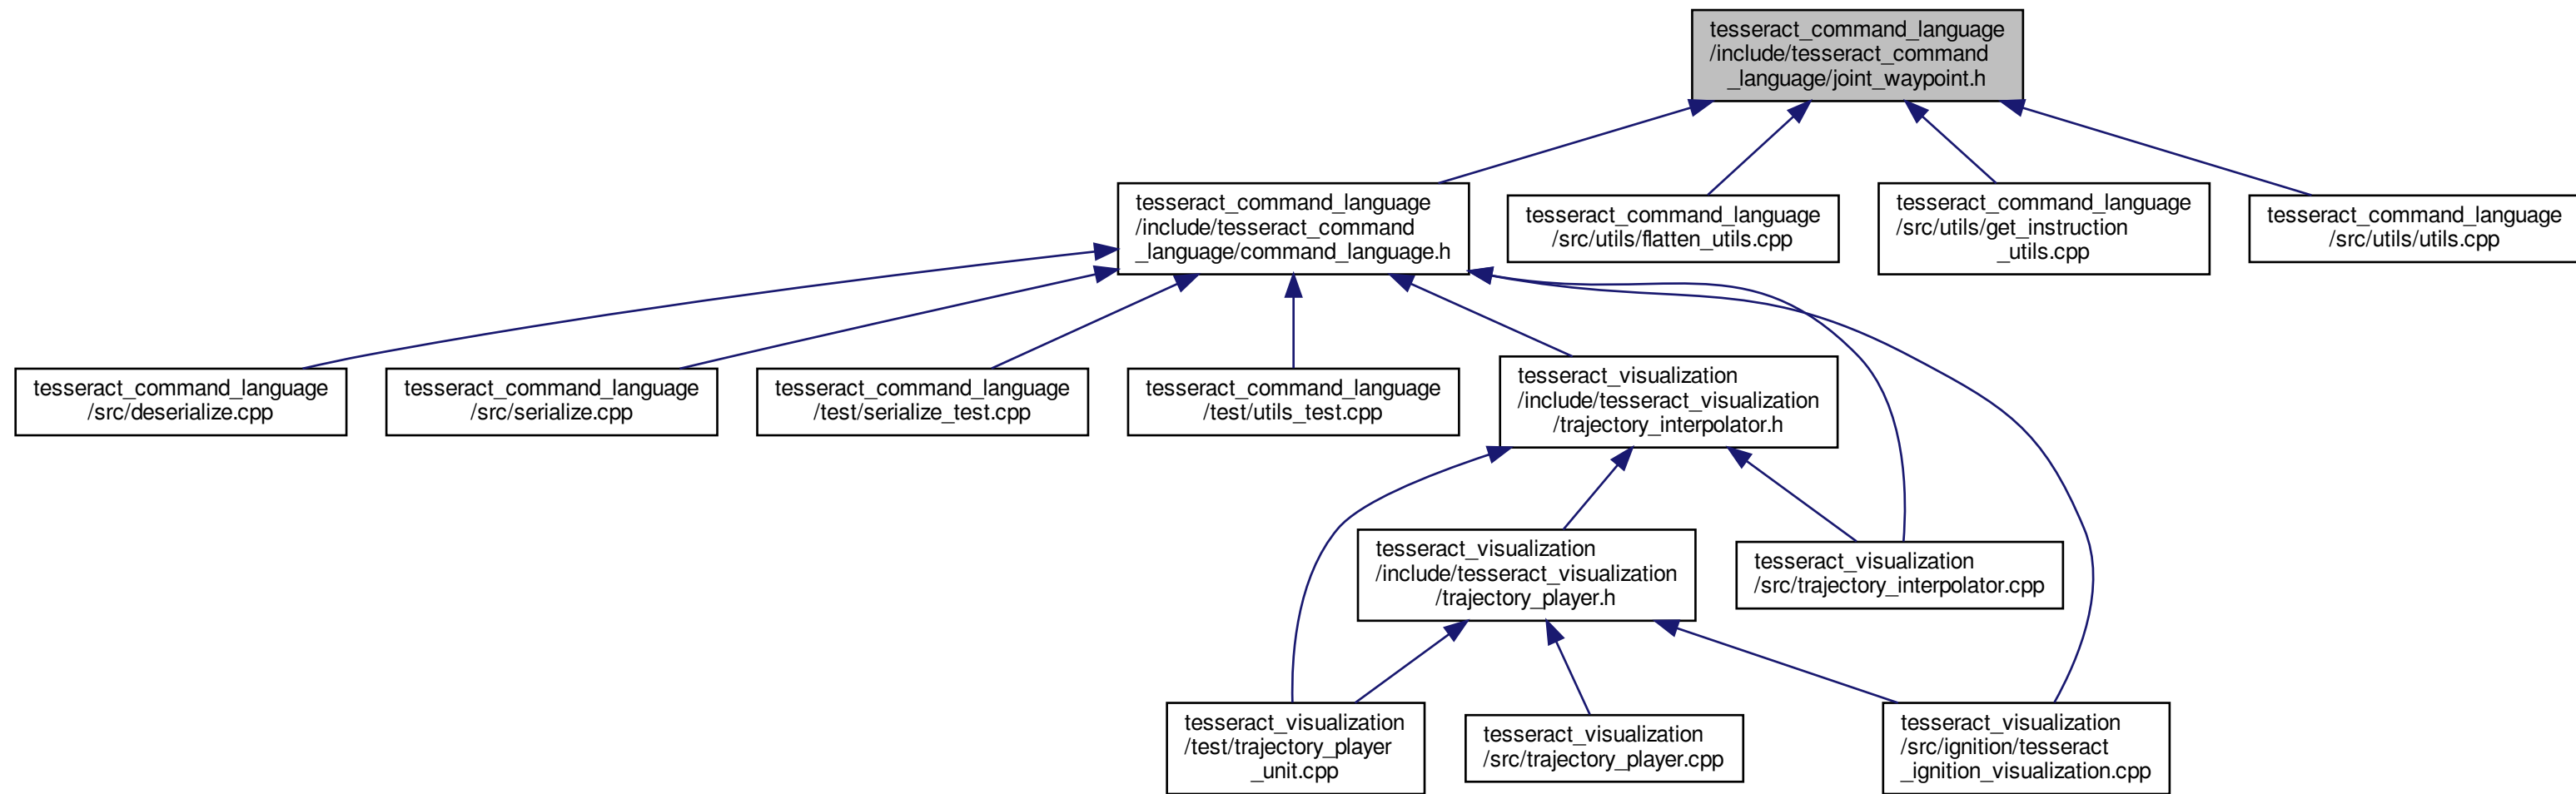 tesseract_command_language
/include/tesseract_command
_language/joint_waypoint.h
tesseract_command_language
/include/tesseract_command
_language/command_language.h
tesseract_command_language
/src/utils/flatten_utils.cpp
tesseract_command_language
/src/utils/get_instruction
_utils.cpp
tesseract_command_language
/src/utils/utils.cpp
tesseract_command_language
/src/deserialize.cpp
tesseract_command_language
/src/serialize.cpp
tesseract_command_language
/test/serialize_test.cpp
tesseract_command_language
/test/utils_test.cpp
tesseract_visualization
/include/tesseract_visualization
/trajectory_interpolator.h
tesseract_visualization
/include/tesseract_visualization
/trajectory_player.h
tesseract_visualization
/src/trajectory_interpolator.cpp
tesseract_visualization
/test/trajectory_player
_unit.cpp
tesseract_visualization
/src/trajectory_player.cpp
tesseract_visualization
/src/ignition/tesseract
_ignition_visualization.cpp